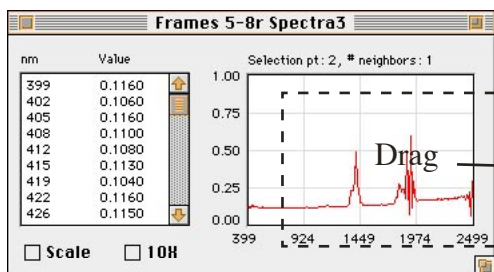 Frames 5-8r Spectra3
nm Value
399 0.1160
402 0.1060
405 0.1160
408 0.1100
412 0.1080
415 0.1130
419 0.1040
422 0.1160
426 0.1150
Scale 10X
Selection pt: 2, # neighbors: 1
1.00
0.75
0.50
0.25
0.00
399 924 1449 1974 2499
Drag